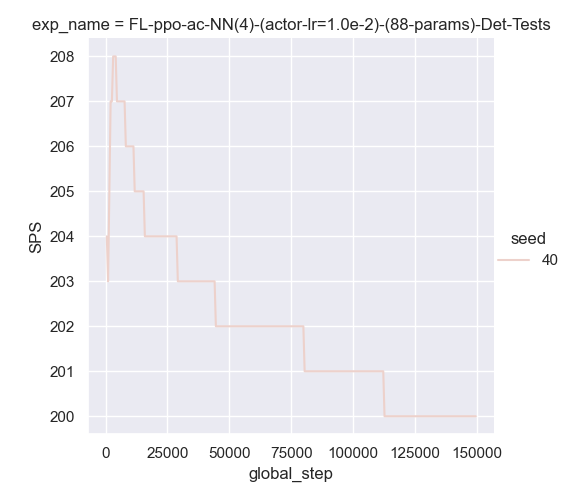 exp_name = FL-ppo-ac-NN(4)-(actor-lr=1.0e-2)-(88-params)-Det-Tests
208
207
206
205
204
203
202
201
200
SPS
0 25000 50000 75000 100000 125000 150000
global_step
seed
40